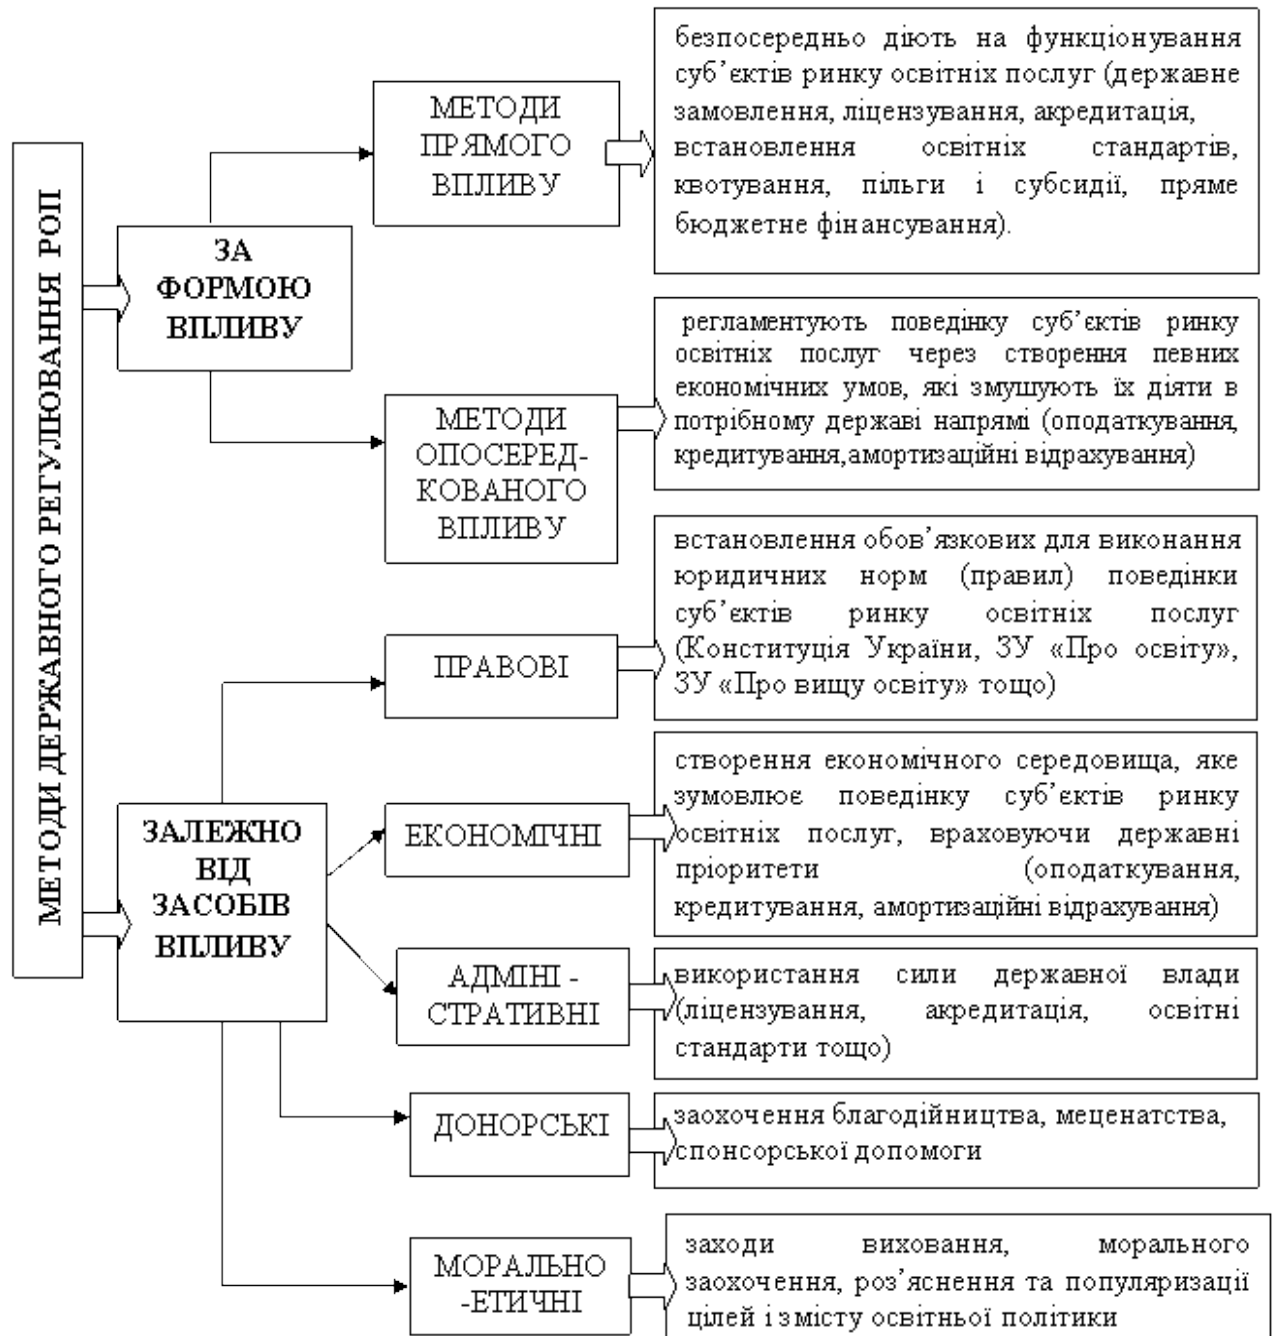 МЕТОДИ ДЕРЖАВНОГО РЕГУЛЮВАННЯ РОП
ЗА
ФОРМОЮ
ВПЛИВУ
МЕТОДИ
ПРЯМОГО
ВПЛИВУ
безпосередньо діють на функціонування
суб’єктів ринку освітніх послуг (державне
замовлення, ліцензування, акредитація,
встановлення освітніх стандартів,
квотування, пільги і субсидії, пряме
бюджетне фінансування).
МЕТОДИ
ОПОСЕРЕД-
КОВАНОГО
ВПЛИВУ
регламентують поведінку суб’єктів ринку
освітніх послуг через створення певних
економічних умов, які змушують їх діяти в
потрібному державі напрямі (оподаткування,
кредитування,амортизаційні відрахування)
ЗАЛЕЖНО
ВІД
ЗАСОБІВ
ВПЛИВУ
ПРАВОВІ
встановлення обов’язкових для виконання
юридичних норм (правил) поведінки
суб’єктів ринку освітніх послуг
(Конституція України, ЗУ «Про освіту»,
ЗУ «Про вищу освіту» тощо)
ЕКОНОМІЧНІ
створення економічного середовища, яке
зумовлює поведінку суб’єктів ринку
освітніх послуг, враховуючи державні
пріоритети (оподаткування,
кредитування, амортизаційні відрахування)
АДМІНІ -
СТРАТИВНІ
використання сили державної влади
(ліцензування, акредитація, освітні
стандарти тощо)
ДОНОРСЬКІ
заохочення благодійництва, меценатства,
спонсорської допомоги
МОРАЛЬНО
-ЕТИЧНІ
заходи виховання, морального
заохочення, роз’яснення та популяризації
цілей і змісту освітньої політики